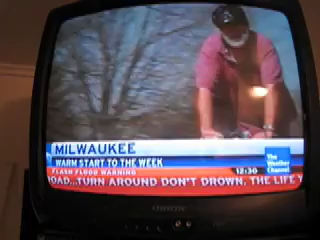 MILWAUKEE
WARM START TO THE WEEK
The
Weather
Channel
FLASH FLOOD WARNING
12:30
OAD...TURN AROUND DON'T DROWN. THE LIFE Y